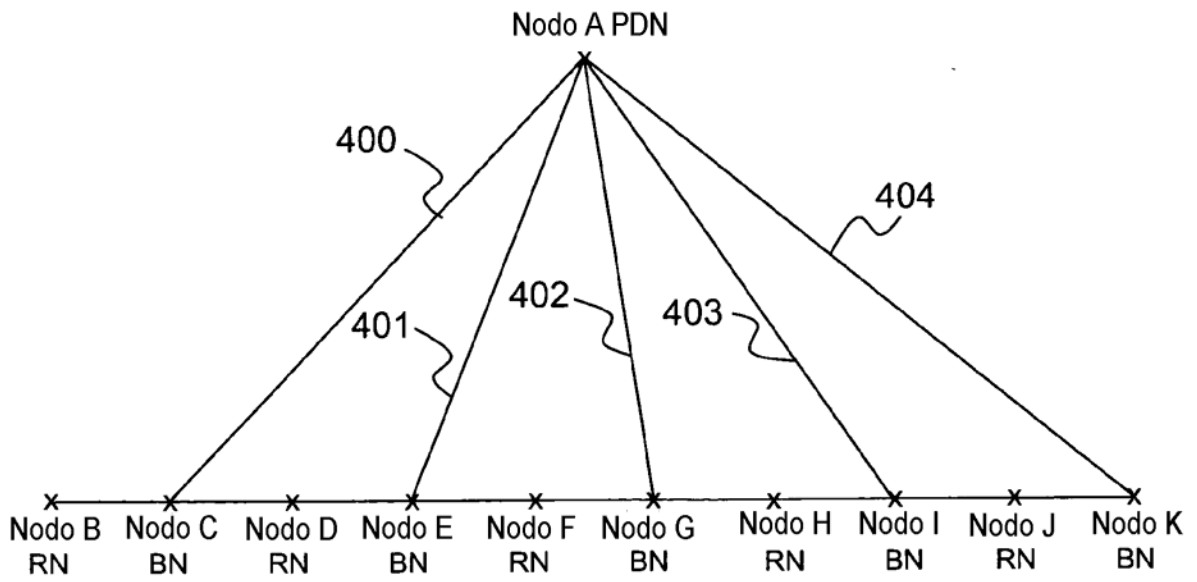 Nodo A PDN
400
404
402
403
401
Nodo B Nodo C Nodo D Nodo E Nodo F Nodo G Nodo H Nodo I Nodo J Nodo K
RN BN RN BN RN BN RN BN RN BN